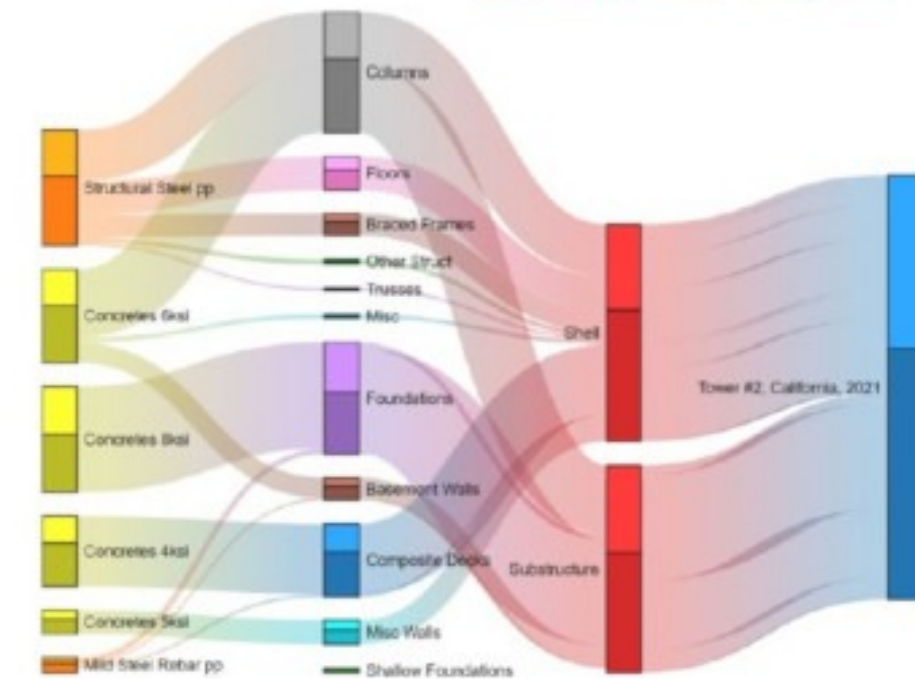 Columns
Structural Steel pp
Floors
Braced Frames
Other Struct
Trusses
Misc
Concretes 6ksi
Shell
Tower #2, California, 2021
Foundations
Concretes 8ksi
Basement Walls
Composite Decks
Concretes 4ksi
Substructure
Concretes 5ksi
Misc Walls
Mild Steel Rebar pp
Shallow Foundations